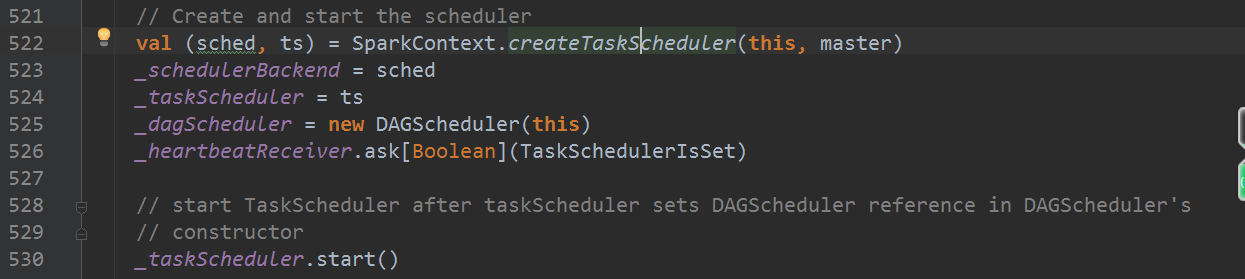 521 // Create and start the scheduler
522 val (sched, ts) = SparkContext.createTaskScheduler(this, master)
523 _schedulerBackend = sched
524 _taskScheduler = ts
525 _dagScheduler = new DAGScheduler(this)
526 _heartbeatReceiver.ask[Boolean](TaskSchedulerIsSet)
527
528 // start TaskScheduler after taskScheduler sets DAGScheduler reference in DAGScheduler's
529 // constructor
530 _taskScheduler.start()